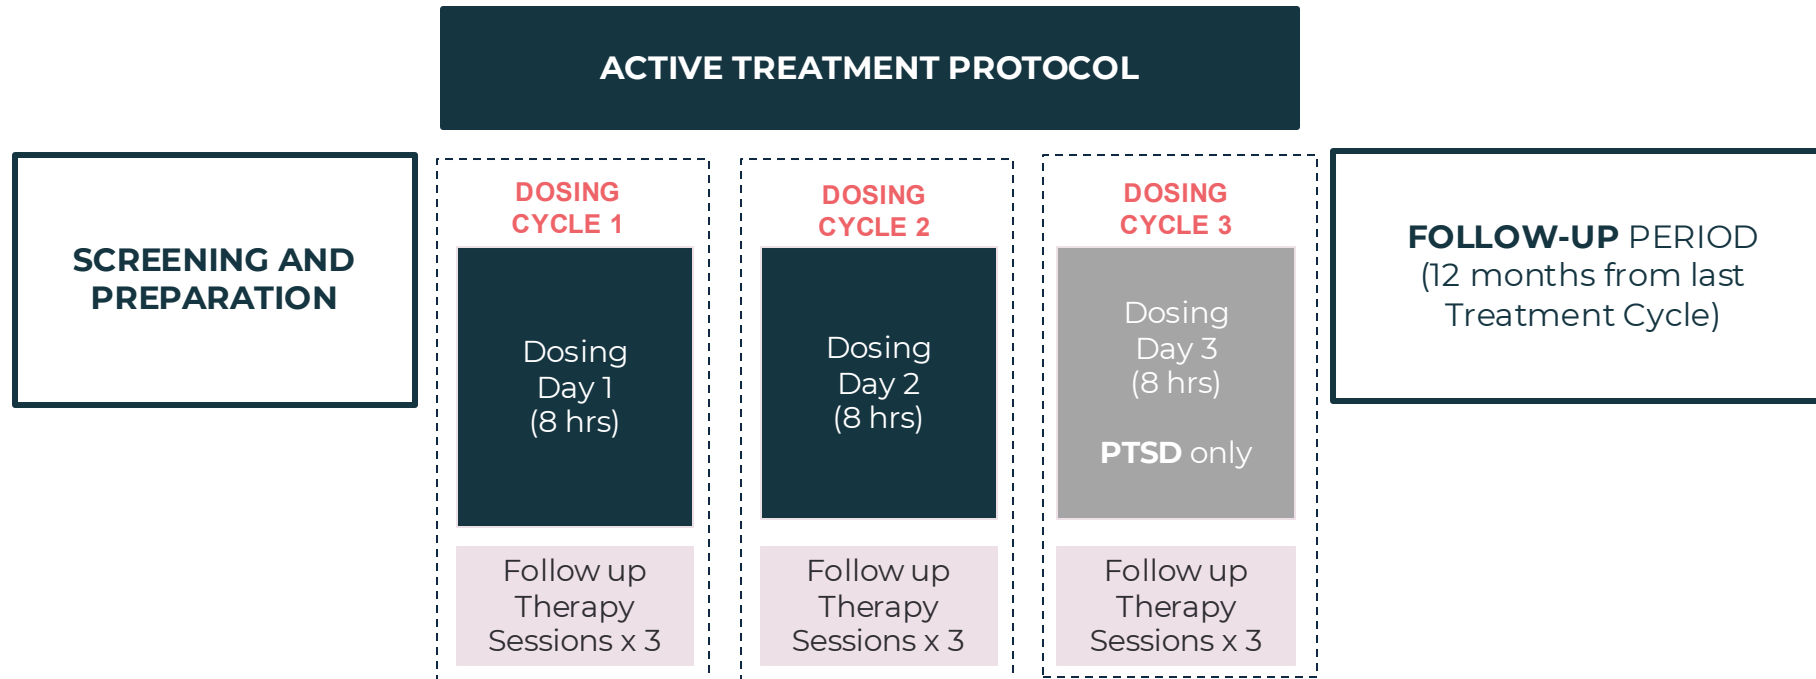 ACTIVE TREATMENT PROTOCOL
SCREENING AND
PREPARATION
DOSING
CYCLE 1
Dosing
Day 1
(8 hrs)
Follow up
Therapy
Sessions x 3
DOSING
CYCLE 2
Dosing
Day 2
(8 hrs)
Follow up
Therapy
Sessions x 3
DOSING
CYCLE 3
Dosing
Day 3
(8 hrs)
PTSD only
Follow up
Therapy
Sessions x 3
FOLLOW-UP PERIOD
(12 months from last
Treatment Cycle)